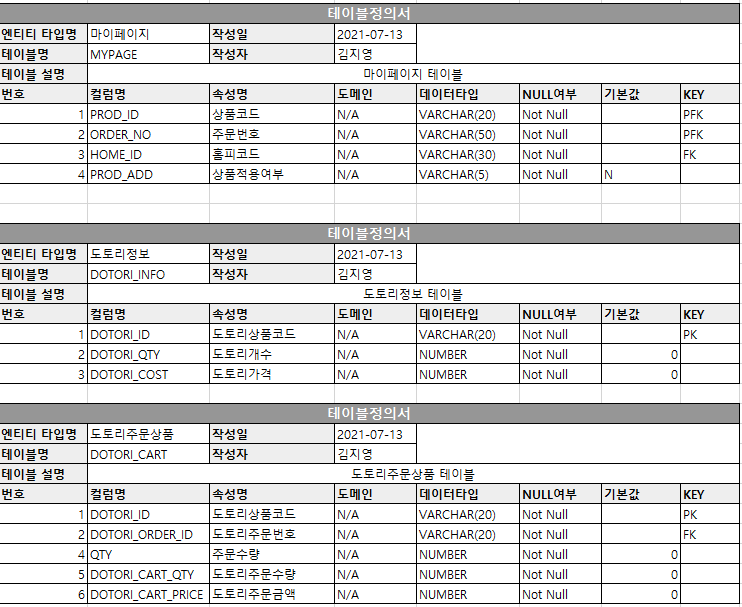 테이블정의서
엔티티 타입명 마이페이지 작성일 2021-07-13
테이블명 MYPAGE 작성자 김지영
테이블 설명 마이페이지 테이블
번호 컬럼명 속성명 도메인 데이터타입 NULL여부 기본값 KEY
1 PROD_ID 상품코드 N/A VARCHAR(20) Not Null PFK
2 ORDER_NO 주문번호 N/A VARCHAR(50) Not Null PFK
3 HOME_ID 홈피코드 N/A VARCHAR(30) Not Null FK
4 PROD_ADD 상품적용여부 N/A VARCHAR(5) Not Null N
테이블정의서
엔티티 타입명 도토리정보 작성일 2021-07-13
테이블명 DOTORI_INFO 작성자 김지영
테이블 설명 도토리정보 테이블
번호 컬럼명 속성명 도메인 데이터타입 NULL여부 기본값 KEY
1 DOTORI_ID 도토리상품코드 N/A VARCHAR(20) Not Null PK
2 DOTORI_QTY 도토리개수 N/A NUMBER Not Null 0
3 DOTORI_COST 도토리가격 N/A NUMBER Not Null 0
테이블정의서
엔티티 타입명 도토리주문상품 작성일 2021-07-13
테이블명 DOTORI_CART 작성자 김지영
테이블 설명 도토리주문상품 테이블
번호 컬럼명 속성명 도메인 데이터타입 NULL여부 기본값 KEY
1 DOTORI_ID 도토리상품코드 N/A VARCHAR(20) Not Null PK
2 DOTORI_ORDER_ID 도토리주문번호 N/A VARCHAR(20) Not Null FK
4 QTY 주문수량 N/A NUMBER Not Null 0
5 DOTORI_CART_QTY 도토리주문수량 N/A NUMBER Not Null 0
6 DOTORI_CART_PRICE 도토리주문금액 N/A NUMBER Not Null 0